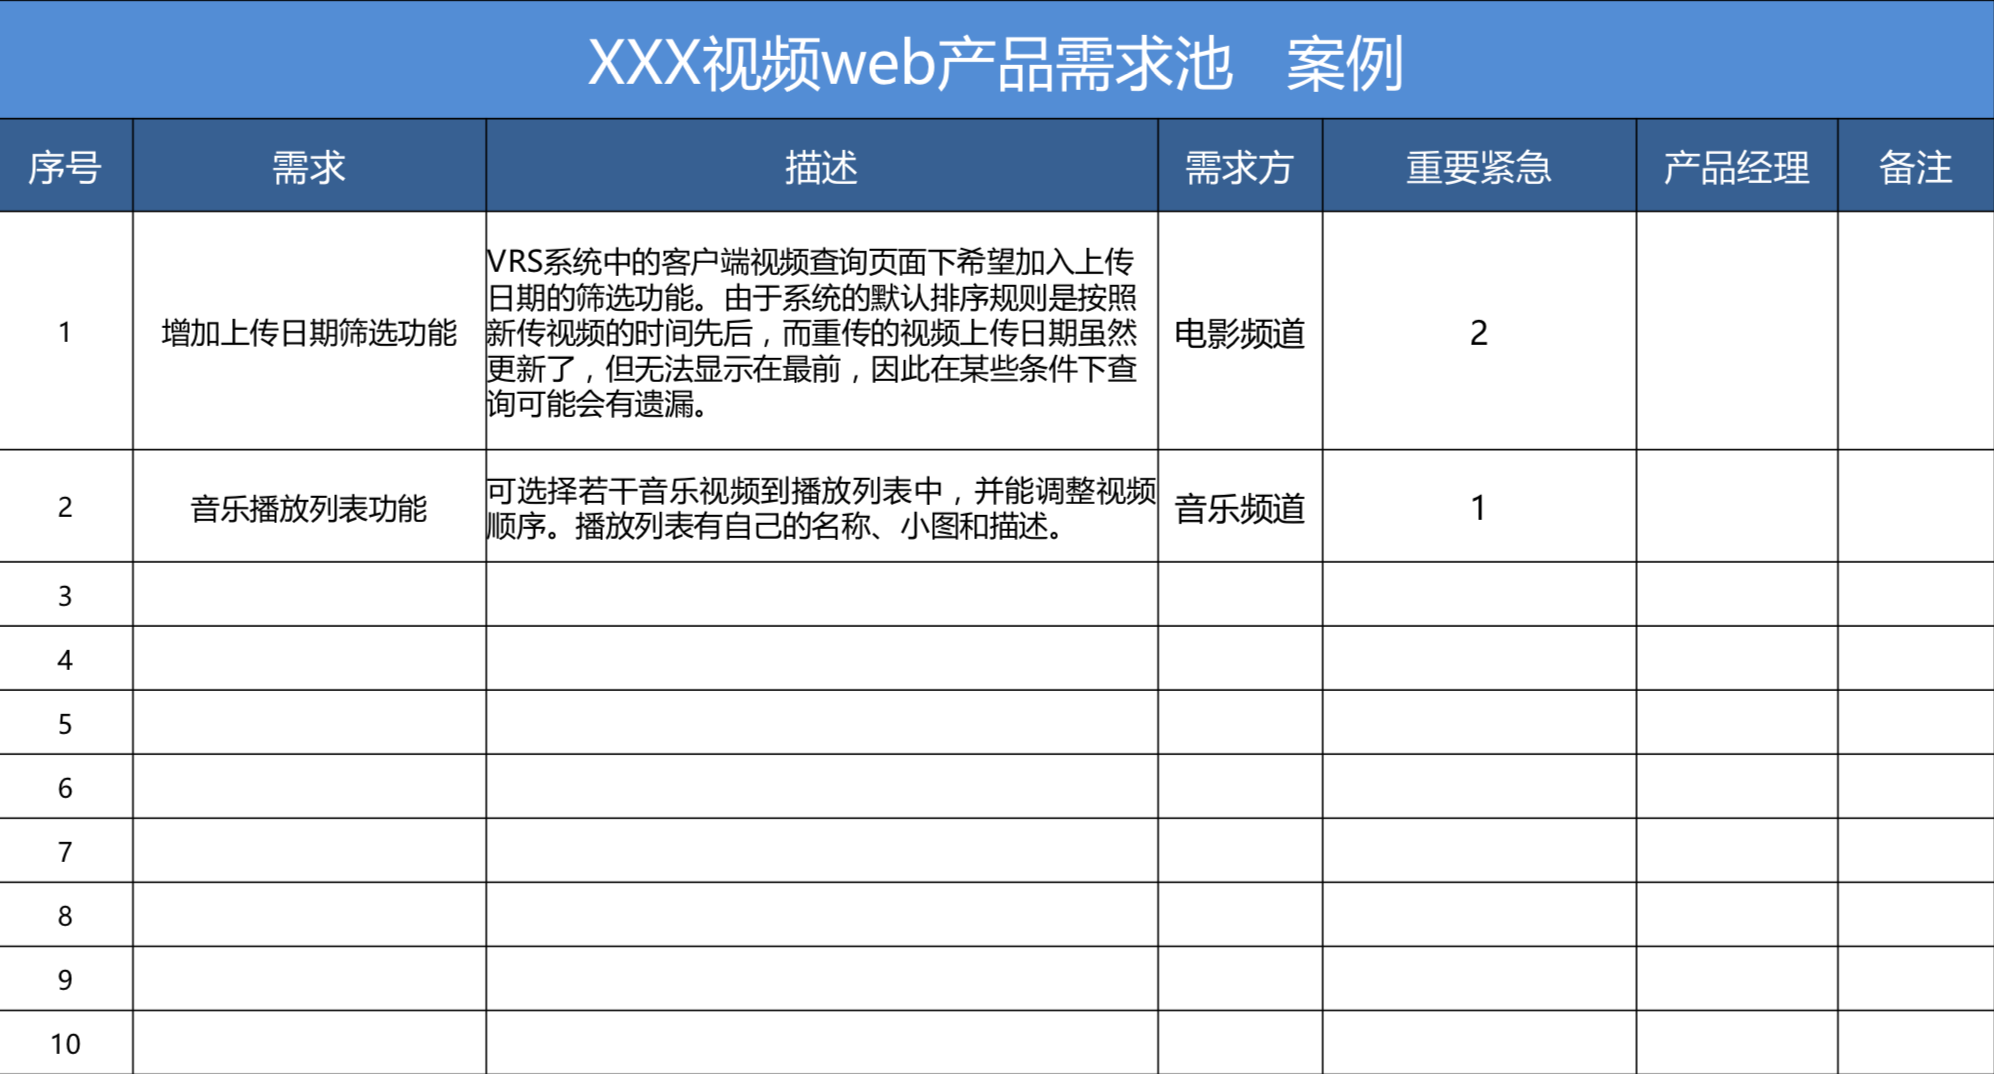 XXX视频web产品需求池 案例
序号 需求 描述 需求方 重要紧急 产品经理 备注
1 增加上传日期筛选功能
VRS系统中的客户端视频查询页面下希望加入上传
日期的筛选功能。由于系统的默认排序规则是按照
新传视频的时间先后，而重传的视频上传日期虽然
更新了，但无法显示在最前，因此在某些条件下查
询可能会有遗漏。
电影频道 2
2 音乐播放列表功能
可选择若干音乐视频到播放列表中，并能调整视频
顺序。播放列表有自己的名称、小图和描述。
音乐频道 1
3
4
5
6
7
8
9
10